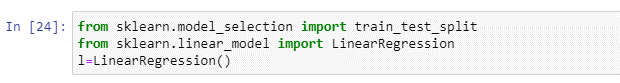 In [24]: from sklearn.model_selection import train_test_split
from sklearn.linear_model import LinearRegression
l=LinearRegression()